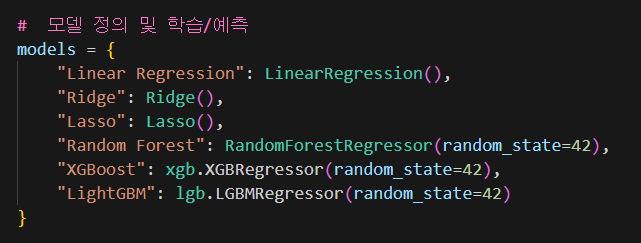 #  모델 정의 및 학습/예측
models = {
    "Linear Regression": LinearRegression(),
    "Ridge": Ridge(),
    "Lasso": Lasso(),
    "Random Forest": RandomForestRegressor(random_state=42),
    "XGBoost": xgb.XGBRegressor(random_state=42),
    "LightGBM": lgb.LGBMRegressor(random_state=42)
}